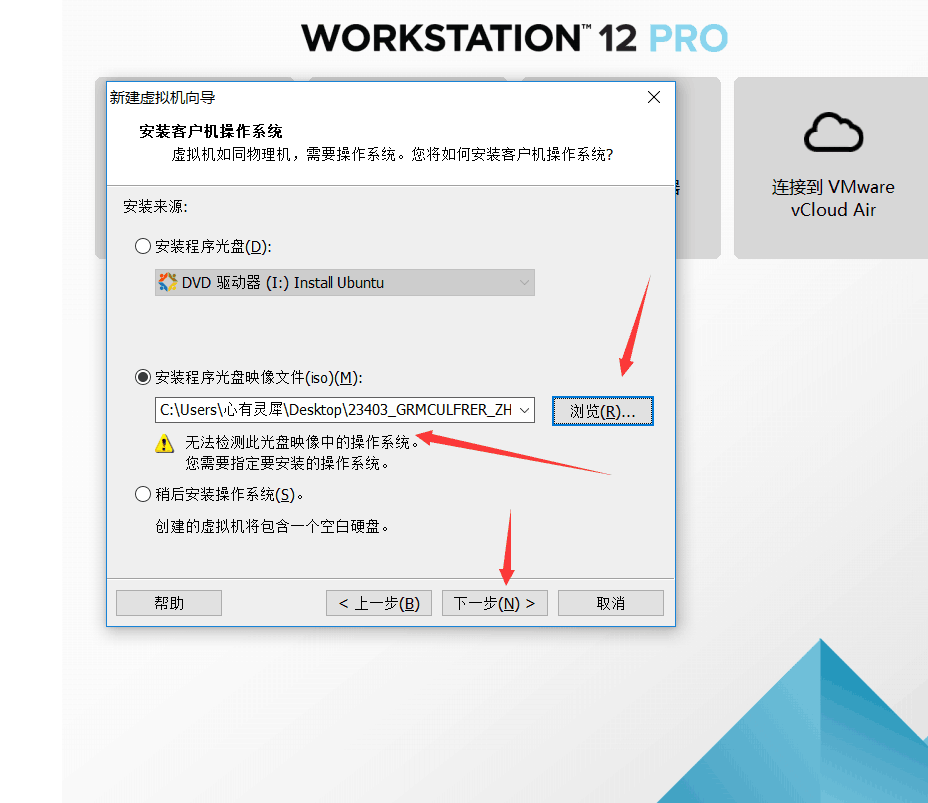 WORKSTATION™ 12 PRO
新建虚拟机向导
安装客户机操作系统
虚拟机如同物理机，需要操作系统。您将如何安装客户机操作系统?
连接到 VMware
vCloud Air
安装来源:
安装程序光盘(D):
DVD 驱动器 (I:) Install Ubuntu
安装程序光盘映像文件(iso)(M):
C:\Users\心有灵犀\Desktop\23403_GRMCULFRER_ZH
浏览(R)...
无法检测此光盘映像中的操作系统。
您需要指定要安装的操作系统。
稍后安装操作系统(S)。
创建的虚拟机将包含一个空白硬盘。
帮助
< 上一步(B)
下一步(N) >
取消